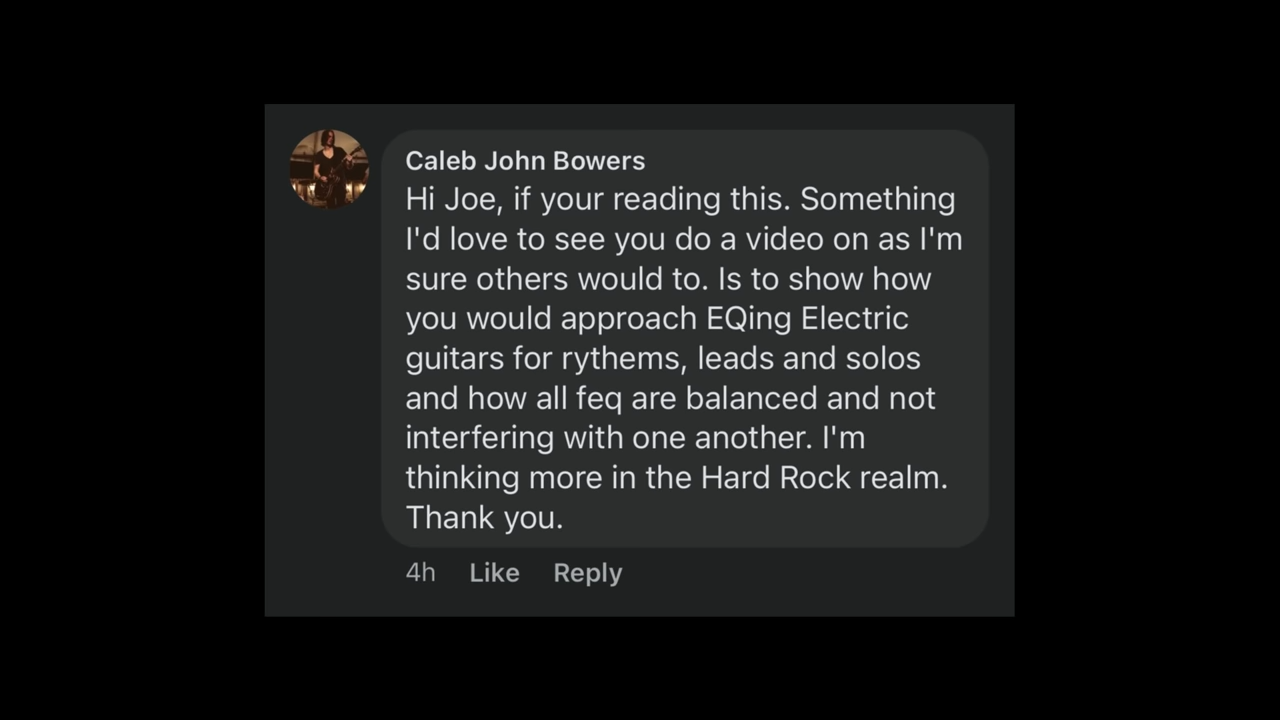 Caleb John Bowers
Hi Joe, if your reading this. Something
I'd love to see you do a video on as I'm
sure others would to. Is to show how
you would approach EQing Electric
guitars for rythems, leads and solos
and how all feq are balanced and not
interfering with one another. I'm
thinking more in the Hard Rock realm.
Thank you.
4h Like Reply